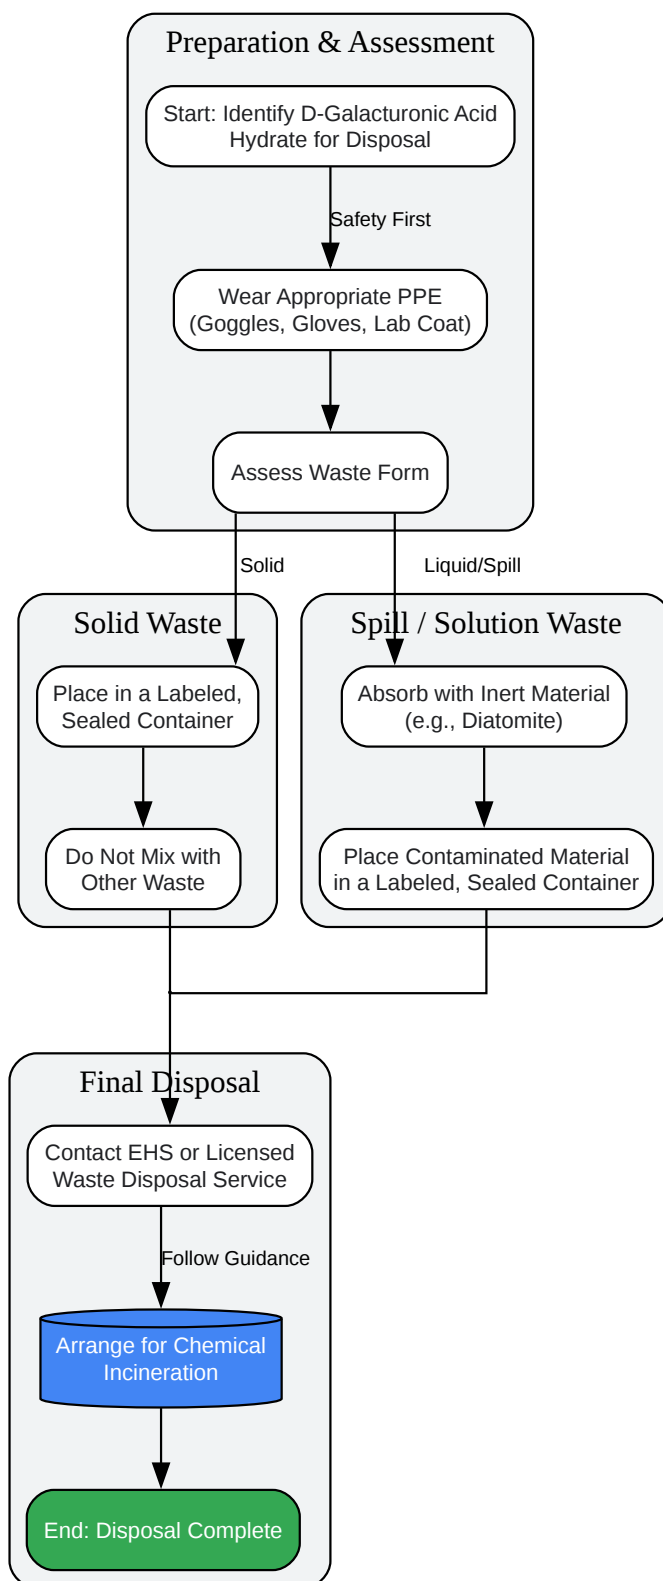 Preparation & Assessment
Start: Identify D-Galacturonic Acid
Hydrate for Disposal
Safety First
Wear Appropriate PPE
(Goggles, Gloves, Lab Coat)
Assess Waste Form
Solid
Liquid/Spill
Solid Waste
Place in a Labeled,
Sealed Container
Do Not Mix with
Other Waste
Spill / Solution Waste
Absorb with Inert Material
(e.g., Diatomite)
Place Contaminated Material
in a Labeled, Sealed Container
Final Disposal
Contact EHS or Licensed
Waste Disposal Service
Follow Guidance
Arrange for Chemical
Incineration
End: Disposal Complete